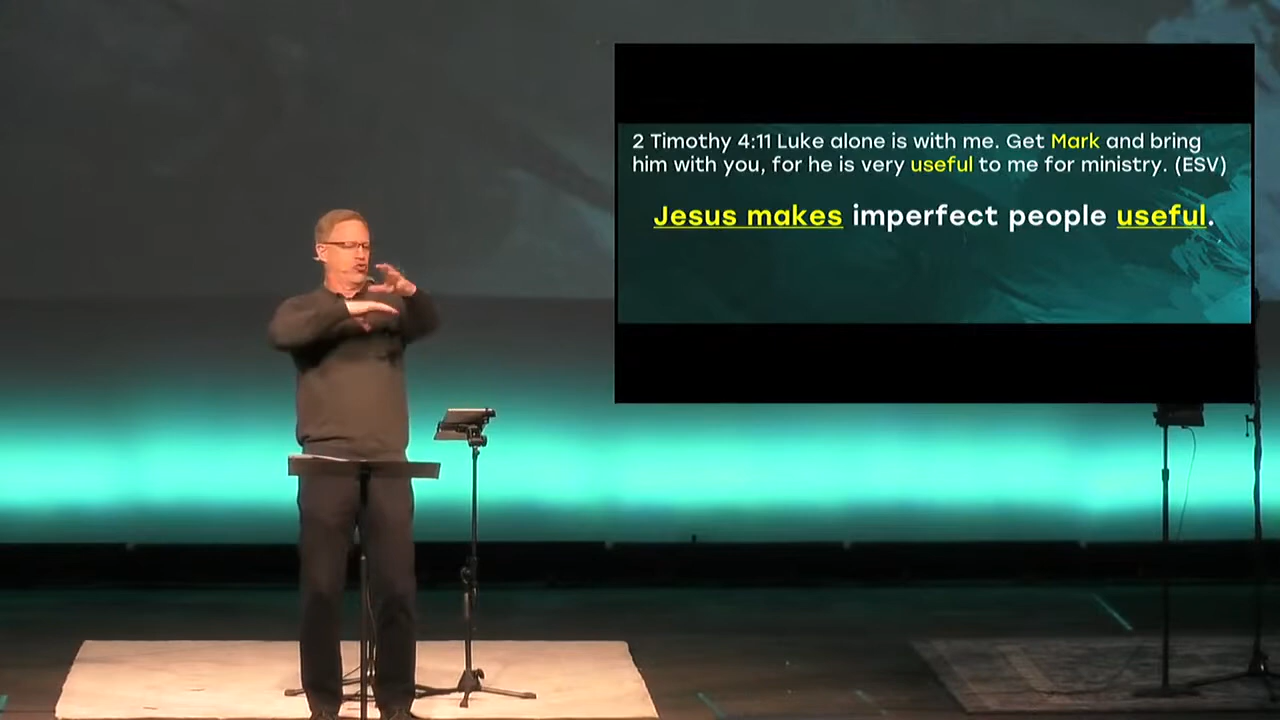 2 Timothy 4:11 Luke alone is with me. Get Mark and bring
him with you, for he is very useful to me for ministry. (ESV)
Jesus makes imperfect people useful.